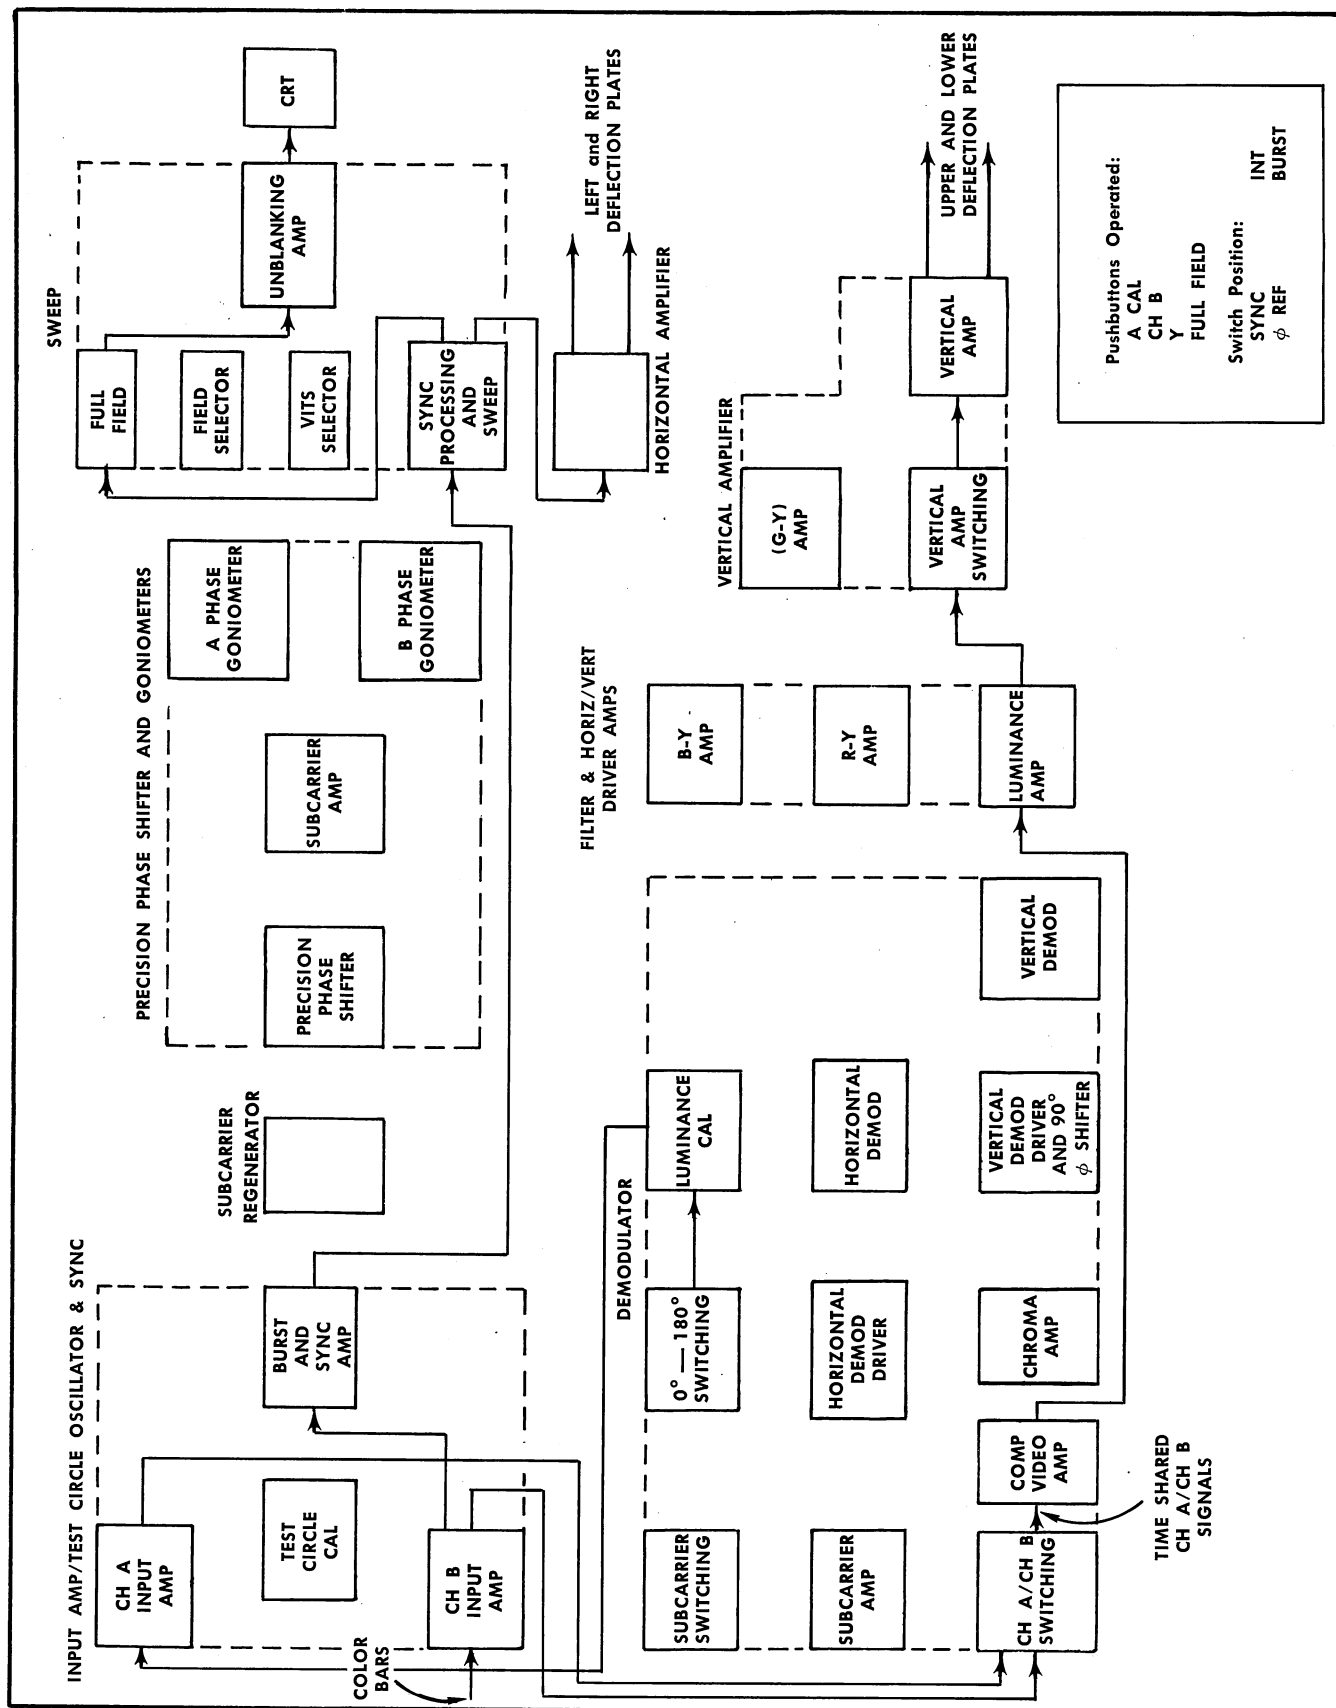 INPUT AMP/TEST CIRCLE OSCILLATOR & SYNC
CH A
INPUT
AMP
TEST
CIRCLE
CAL
CH B
INPUT
AMP
COLOR
BARS
BURST
AND
SYNC
AMP
SUBCARRIER
REGENERATOR
PRECISION PHASE SHIFTER AND GONIOMETERS
PRECISION
PHASE
SHIFTER
SUBCARRIER
AMP
A PHASE
GONIOMETER
B PHASE
GONIOMETER
SWEEP
FULL
FIELD
FIELD
SELECTOR
VITS
SELECTOR
SYNC
PROCESSING
AND
SWEEP
UNBLANKING
AMP
CRT
LEFT and RIGHT
DEFLECTION PLATES
HORIZONTAL AMPLIFIER
DEMODULATOR
SUBCARRIER
SWITCHING
0° — 180°
SWITCHING
LUMINANCE
CAL
SUBCARRIER
AMP
HORIZONTAL
DEMOD
DRIVER
HORIZONTAL
DEMOD
CH A/CH B
SWITCHING
COMP
VIDEO
AMP
CHROMA
AMP
VERTICAL
DEMOD
DRIVER
AND 90°
ϕ SHIFTER
VERTICAL
DEMOD
TIME SHARED
CH A/CH B
SIGNALS
FILTER & HORIZ/VERT
DRIVER AMPS
B-Y
AMP
R-Y
AMP
LUMINANCE
AMP
VERTICAL AMPLIFIER
(G-Y)
AMP
VERTICAL
AMP
SWITCHING
VERTICAL
AMP
UPPER AND LOWER
DEFLECTION PLATES
Pushbuttons Operated:
A CAL
CH B
Y
FULL FIELD
Switch Position:
SYNC INT
ϕ REF BURST